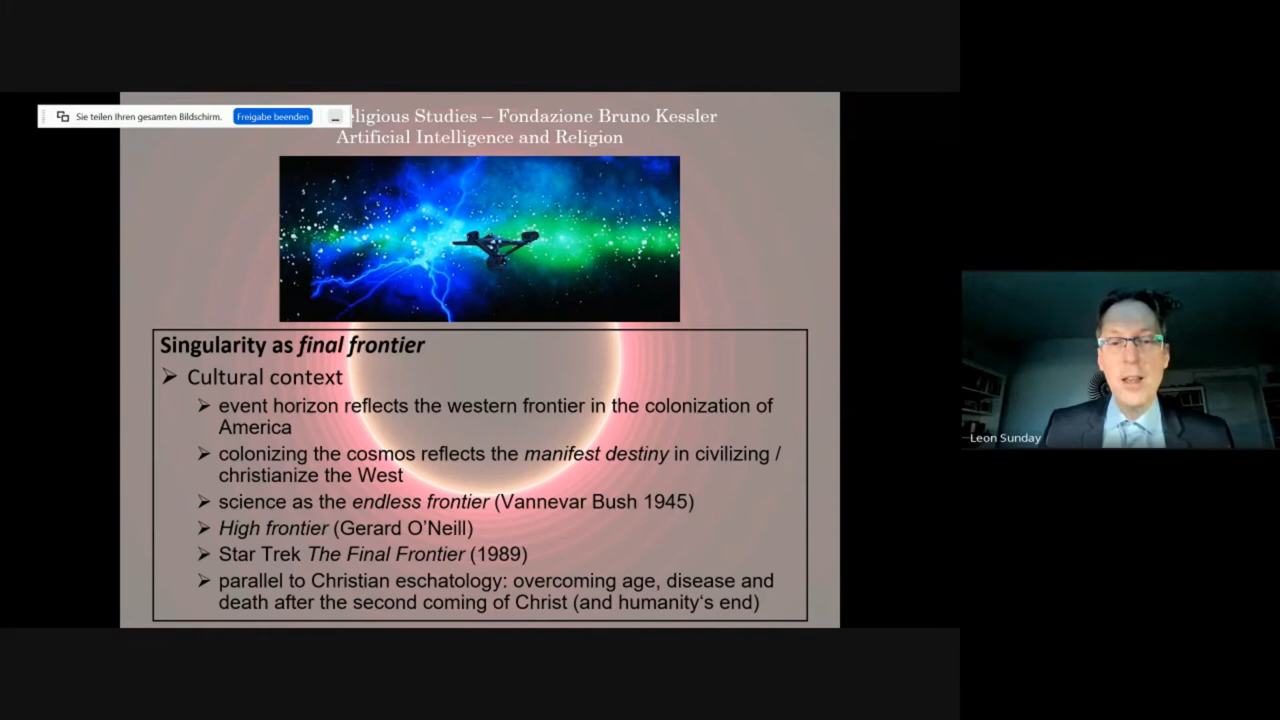 Sie teilen Ihren gesamten Bildschirm. Freigabe beenden
eligious Studies – Fondazione Bruno Kessler
Artificial Intelligence and Religion
Singularity as final frontier
➢ Cultural context
➢ event horizon reflects the western frontier in the colonization of
America
➢ colonizing the cosmos reflects the manifest destiny in civilizing /
christianize the West
➢ science as the endless frontier (Vannevar Bush 1945)
➢ High frontier (Gerard O’Neill)
➢ Star Trek The Final Frontier (1989)
➢ parallel to Christian eschatology: overcoming age, disease and
death after the second coming of Christ (and humanity‘s end)
Leon Sunday